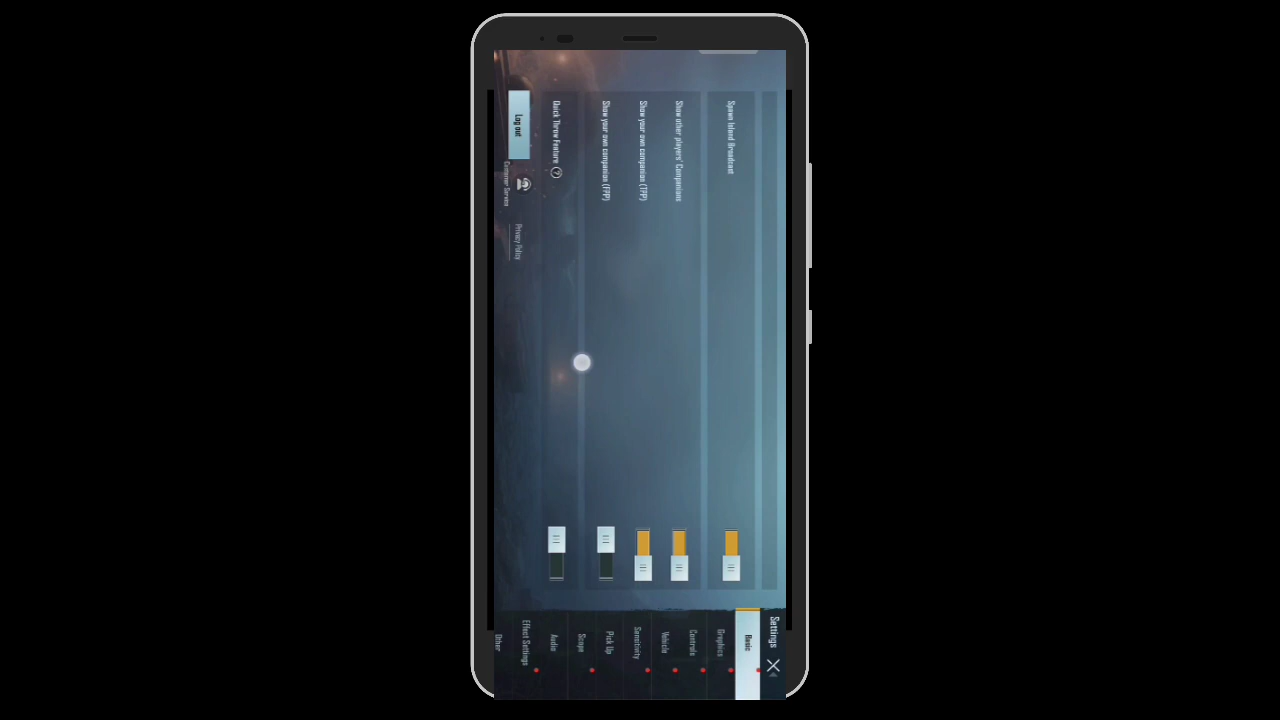 Settings
Spawn Island Broadcast
Show other players' Companions
Show your own companion (TPP)
Show your own companion (FPP)
Quick Throw Feature ?
Log out
Customer Service
Privacy Policy
Basic
Graphics
Controls
Vehicle
Sensitivity
Pick Up
Scope
Audio
Effect Settings
Other